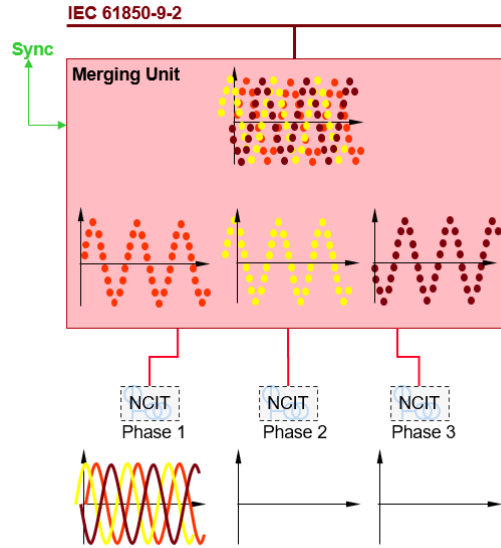 IEC 61850-9-2
Sync
Merging Unit
NCIT NCIT NCIT
Phase 1 Phase 2 Phase 3